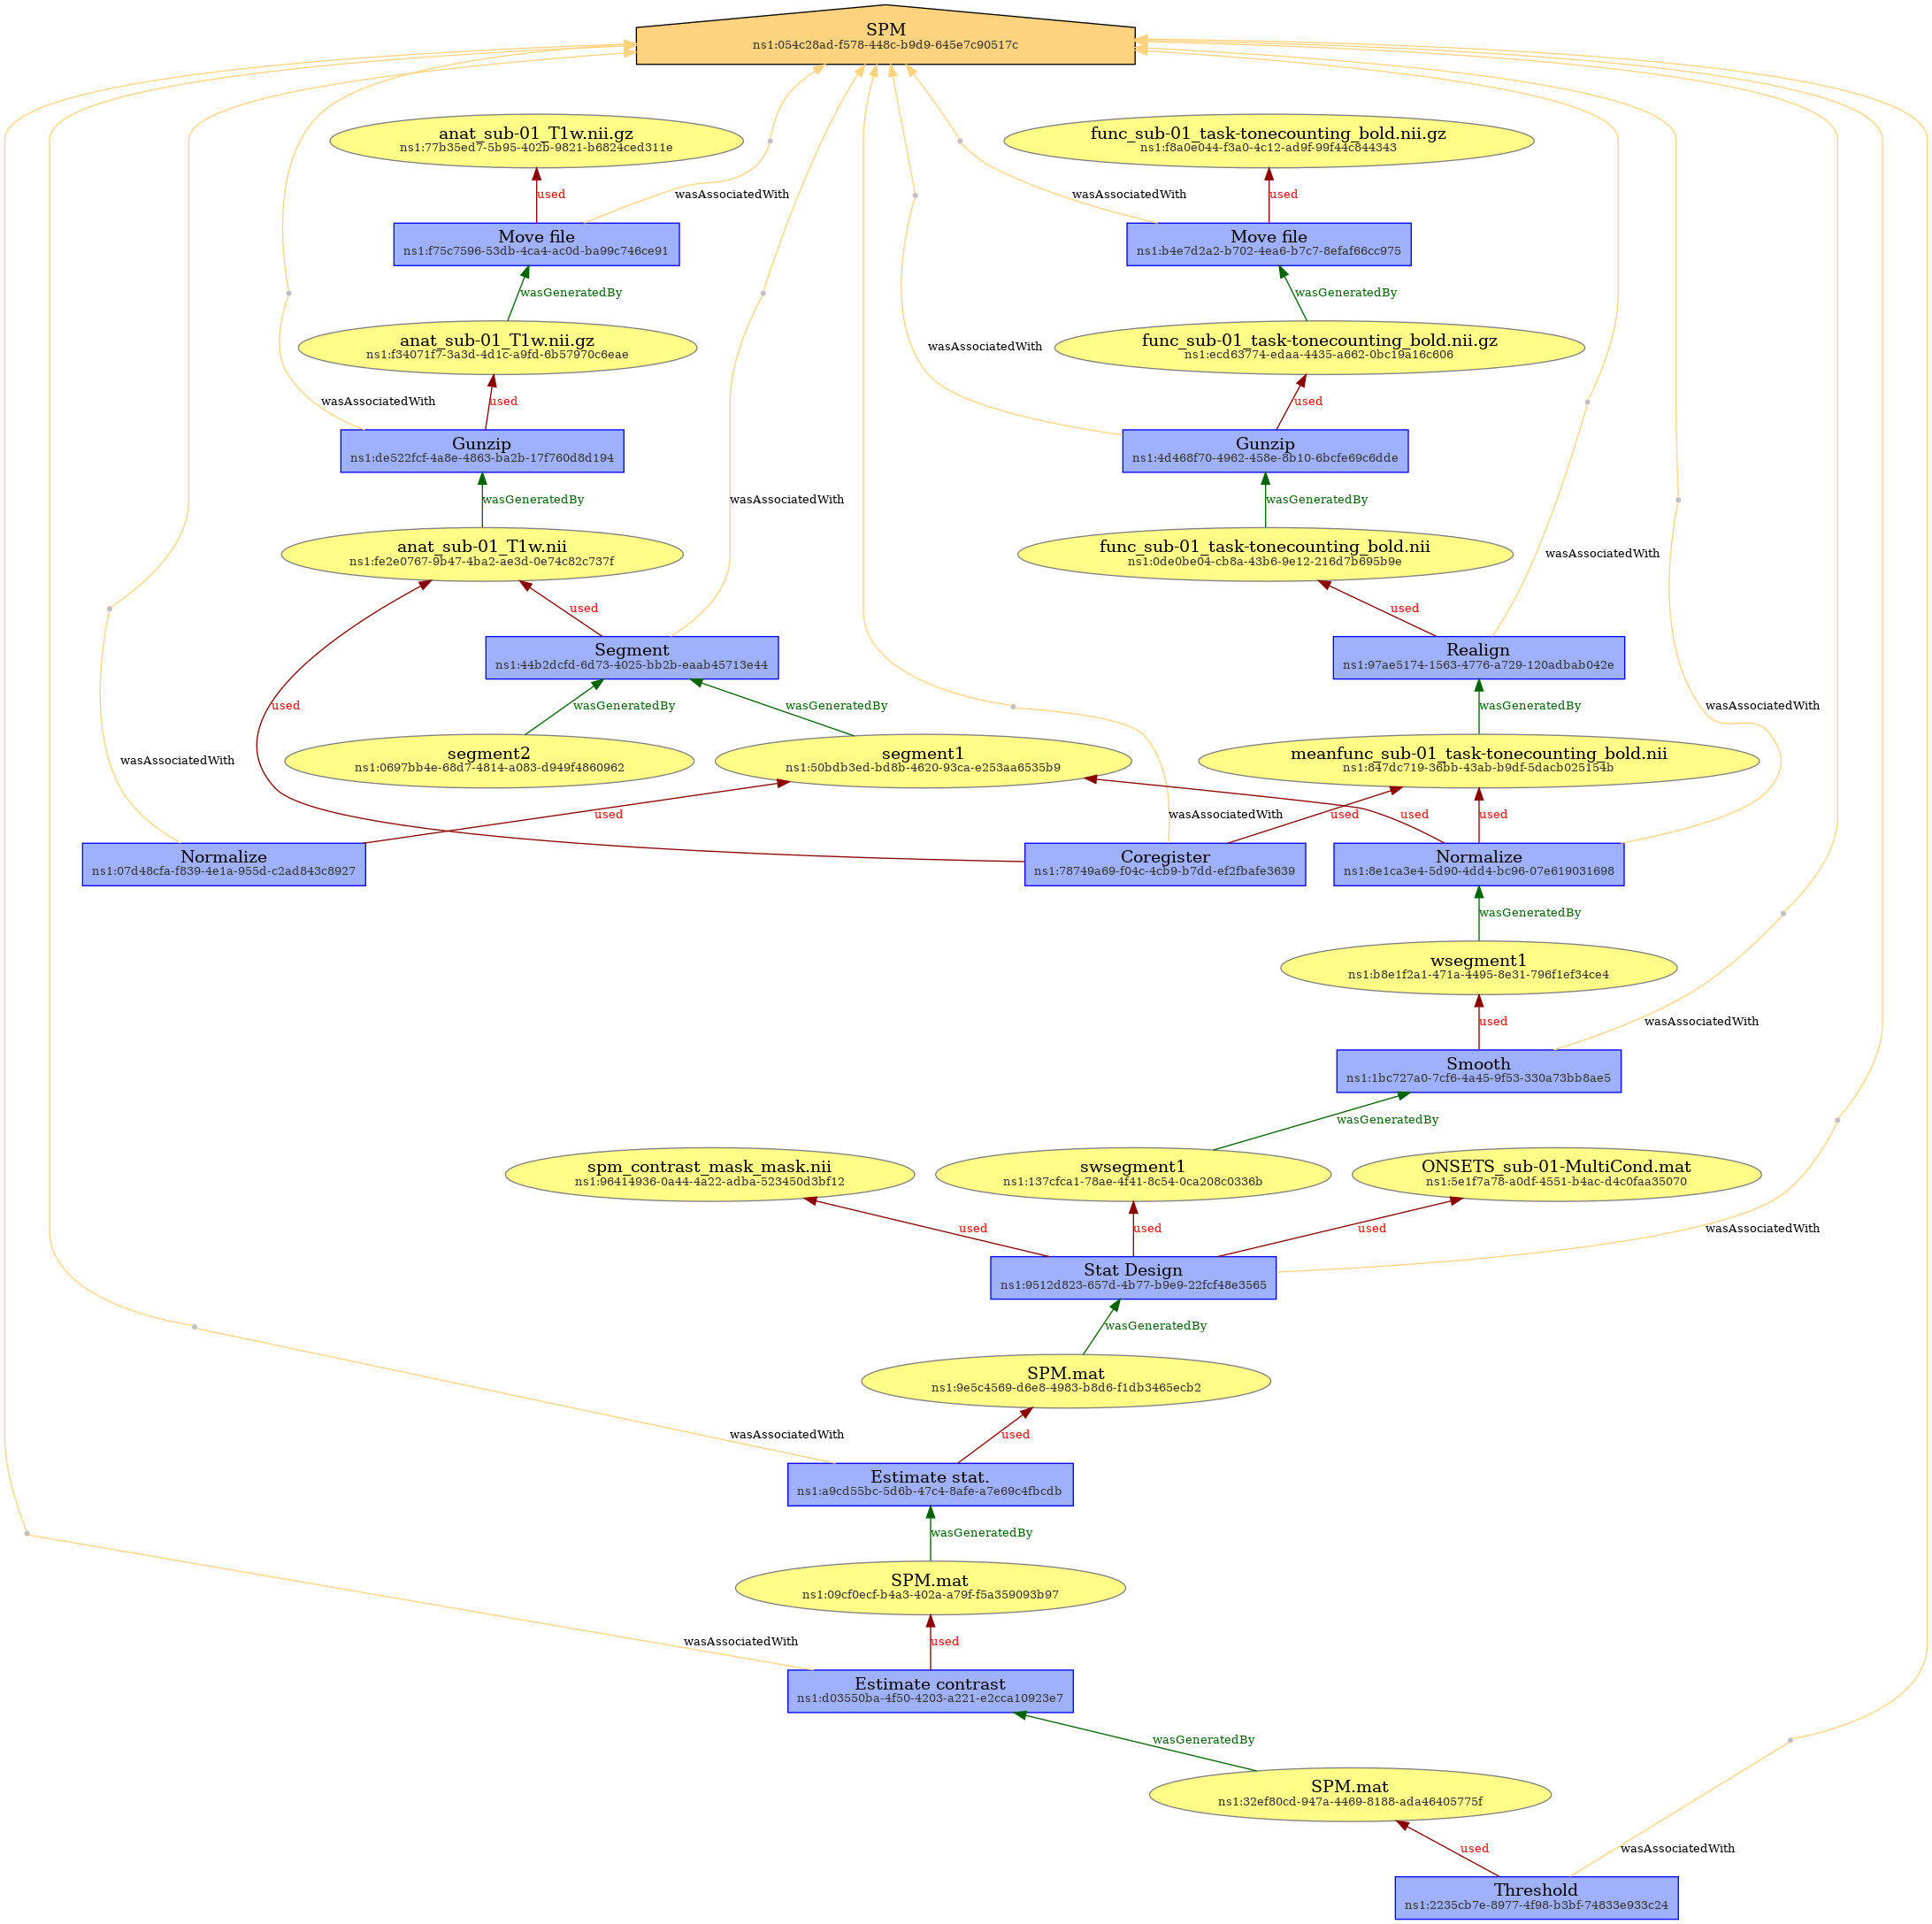 SPM
ns1:054c28ad-f578-448c-b9d9-645e7c90517c
anat_sub-01_T1w.nii.gz
ns1:77b35ed7-5b95-402b-9821-b6824ced311e
func_sub-01_task-tonecounting_bold.nii.gz
ns1:f8a0e044-f3a0-4c12-ad9f-99f44c844343
used
wasAssociatedWith
wasAssociatedWith
used
Move file
ns1:f75c7596-53db-4ca4-ac0d-ba99c746ce91
Move file
ns1:b4e7d2a2-b702-4ea6-b7c7-8efaf66cc975
wasGeneratedBy
wasGeneratedBy
anat_sub-01_T1w.nii.gz
ns1:f34071f7-3a3d-4d1c-a9fd-6b57970c6eae
wasAssociatedWith
func_sub-01_task-tonecounting_bold.nii.gz
ns1:ecd63774-edaa-4435-a662-0bc19a16c606
wasAssociatedWith
used
used
Gunzip
ns1:de522fcf-4a8e-4863-ba2b-17f760d8d194
Gunzip
ns1:4d468f70-4962-458e-8b10-6bcfe69c6dde
wasGeneratedBy
wasAssociatedWith
wasGeneratedBy
anat_sub-01_T1w.nii
ns1:fe2e0767-9b47-4ba2-ae3d-0e74c82c737f
func_sub-01_task-tonecounting_bold.nii
ns1:0de0be04-cb8a-43b6-9e12-216d7b695b9e
wasAssociatedWith
used
used
Segment
ns1:44b2dcfd-6d73-4025-bb2b-eaab45713e44
Realign
ns1:97ae5174-1563-4776-a729-120adbab042e
used
wasGeneratedBy
wasGeneratedBy
wasGeneratedBy
wasAssociatedWith
segment2
ns1:0697bb4e-68d7-4814-a083-d949f4860962
segment1
ns1:50bdb3ed-bd8b-4620-93ca-e253aa6535b9
meanfunc_sub-01_task-tonecounting_bold.nii
ns1:847dc719-36bb-43ab-b9df-5dacb025154b
wasAssociatedWith
used
wasAssociatedWith
used
used
used
Normalize
ns1:07d48cfa-f839-4e1a-955d-c2ad843c8927
Coregister
ns1:78749a69-f04c-4cb9-b7dd-ef2fbafe3639
Normalize
ns1:8e1ca3e4-5d90-4dd4-bc96-07e619031698
wasGeneratedBy
wsegment1
ns1:b8e1f2a1-471a-4495-8e31-796f1ef34ce4
used
wasAssociatedWith
Smooth
ns1:1bc727a0-7cf6-4a45-9f53-330a73bb8ae5
wasGeneratedBy
spm_contrast_mask_mask.nii
ns1:96414936-0a44-4a22-adba-523450d3bf12
swsegment1
ns1:137cfca1-78ae-4f41-8c54-0ca208c0336b
ONSETS_sub-01-MultiCond.mat
ns1:5e1f7a78-a0df-4551-b4ac-d4c0faa35070
used
used
used
wasAssociatedWith
Stat Design
ns1:9512d823-657d-4b77-b9e9-22fcf48e3565
wasGeneratedBy
SPM.mat
ns1:9e5c4569-d6e8-4983-b8d6-f1db3465ecb2
wasAssociatedWith
used
Estimate stat.
ns1:a9cd55bc-5d6b-47c4-8afe-a7e69c4fbcdb
wasGeneratedBy
SPM.mat
ns1:09cf0ecf-b4a3-402a-a79f-f5a359093b97
wasAssociatedWith
used
Estimate contrast
ns1:d03550ba-4f50-4203-a221-e2cca10923e7
wasGeneratedBy
SPM.mat
ns1:32ef80cd-947a-4469-8188-ada46405775f
used
wasAssociatedWith
Threshold
ns1:2235cb7e-8977-4f98-b3bf-74833e933c24